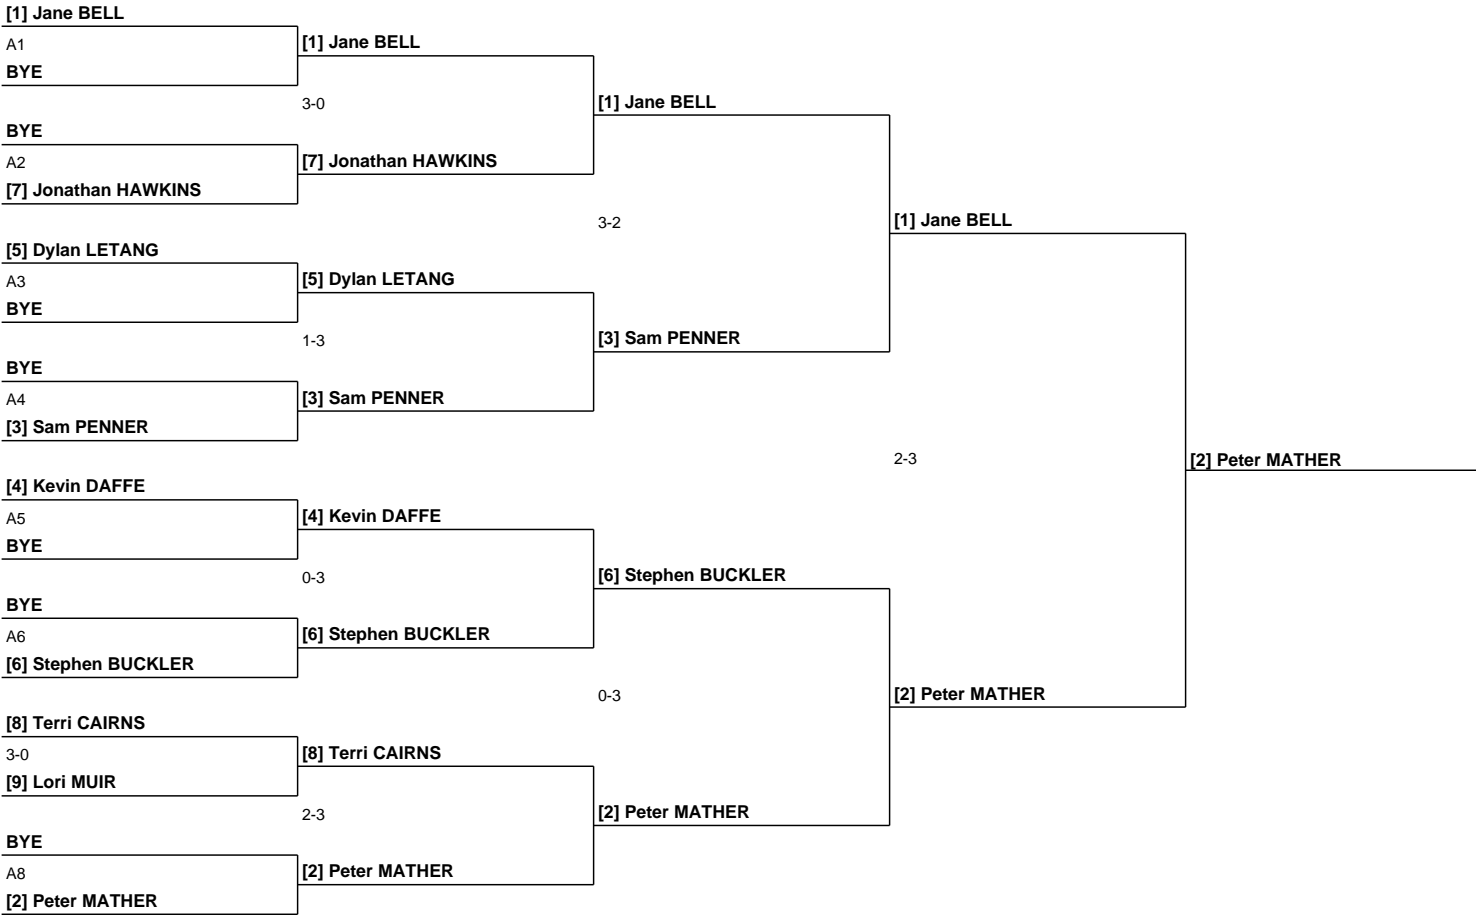 [1] Jane BELL
A1
BYE
BYE
A2
[7] Jonathan HAWKINS
[5] Dylan LETANG
A3
BYE
BYE
A4
[3] Sam PENNER
[4] Kevin DAFFE
A5
BYE
BYE
A6
[6] Stephen BUCKLER
[8] Terri CAIRNS
3-0
[9] Lori MUIR
BYE
A8
[2] Peter MATHER
[1] Jane BELL
3-0
[7] Jonathan HAWKINS
[5] Dylan LETANG
1-3
[3] Sam PENNER
[4] Kevin DAFFE
0-3
[6] Stephen BUCKLER
[8] Terri CAIRNS
2-3
[2] Peter MATHER
[1] Jane BELL
3-2
[3] Sam PENNER
[6] Stephen BUCKLER
0-3
[2] Peter MATHER
[1] Jane BELL
2-3
[2] Peter MATHER
[2] Peter MATHER